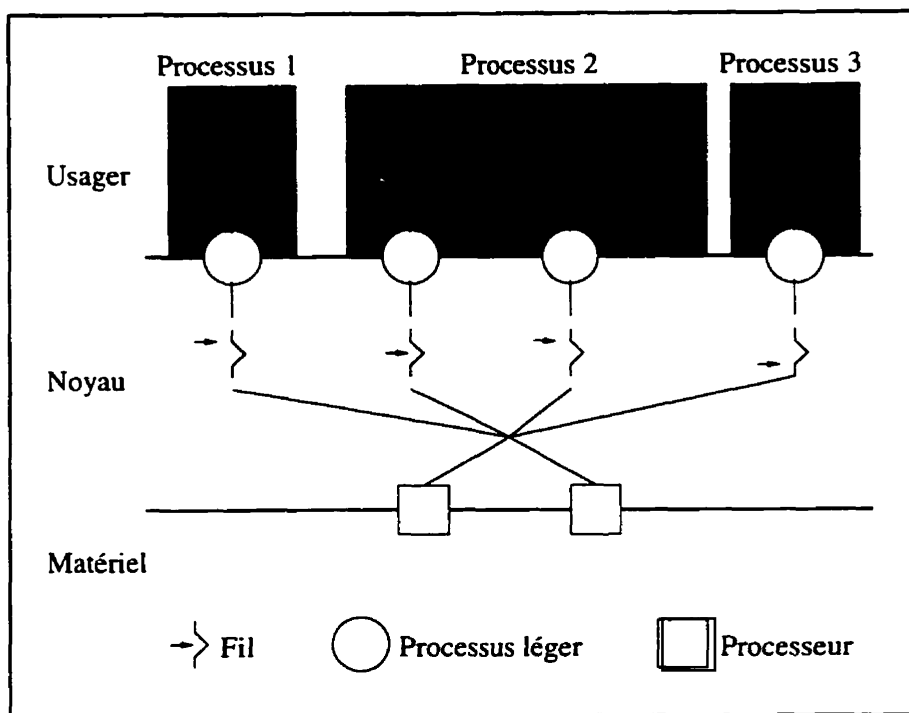 Processus 1 Processus 2 Processus 3
Usager
Noyau
Matériel
Fil Processus léger Processeur